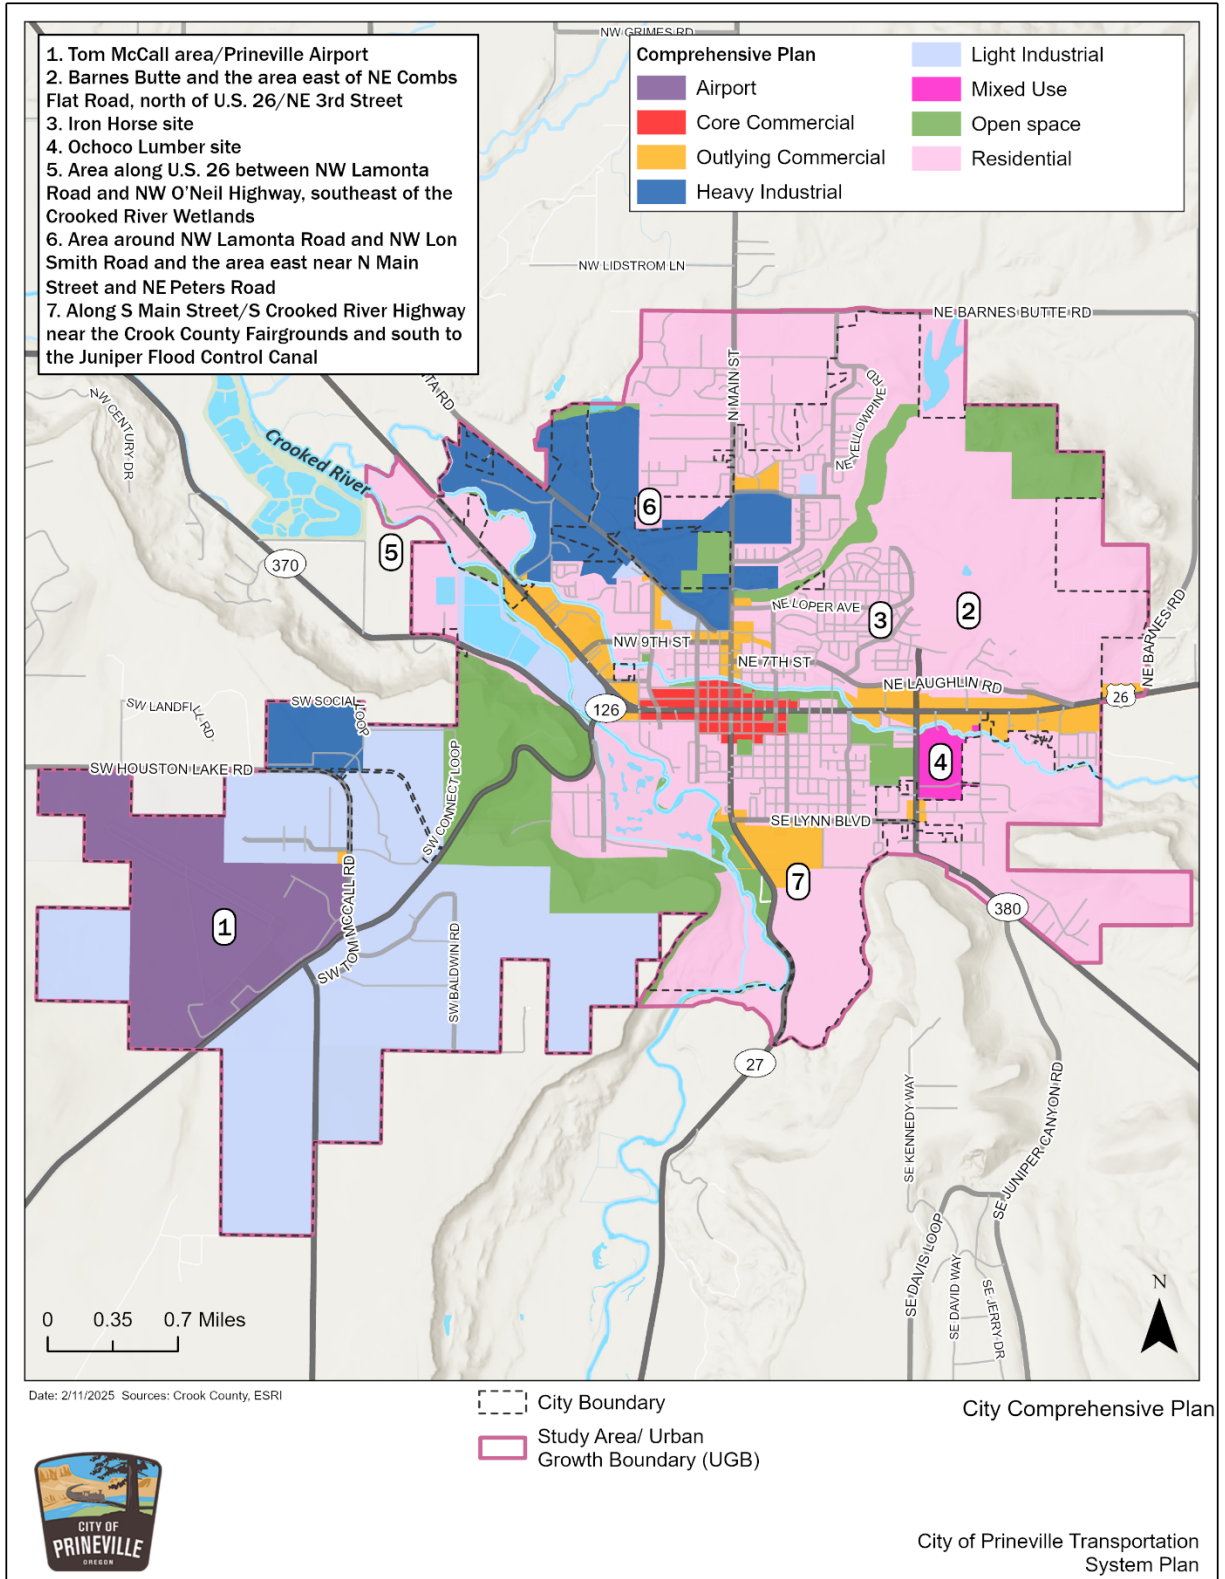 1. Tom McCall area/Prineville Airport
2. Barnes Butte and the area east of NE Combs
Flat Road, north of U.S. 26/NE 3rd Street
3. Iron Horse site
4. Ochoco Lumber site
5. Area along U.S. 26 between NW Lamonta
Road and NW O'Neil Highway, southeast of the
Crooked River Wetlands
6. Area around NW Lamonta Road and NW Lon
Smith Road and the area east near N Main
Street and NE Peters Road
7. Along S Main Street/S Crooked River Highway
near the Crook County Fairgrounds and south to
the Juniper Flood Control Canal
NW GRIMES RD
Comprehensive Plan
Airport
Core Commercial
Outlying Commercial
Heavy Industrial
Light Industrial
Mixed Use
Open space
Residential
NW LIDSTROM LN
NE BARNES BUTTE RD
N MAIN ST
NE YELLOWPINE RD
TA RD
NW CENTURY DR
Crooked River
6
5
370
2
3
NE LOPER AVE
NW 9TH ST
NE 7TH ST
NE BARNES RD
NE LAUGHLIN RD
26
126
SW LANDFILL RD
SW SOCIAL
LOOP
SW HOUSTON LAKE RD
SW CONNECT LOOP
4
SE LYNN BLVD
7
1
SW TOM MCCALL RD
SW BALDWIN RD
380
27
SE KENNEDY WAY
SE JUNIPER CANYON RD
SE DAVIS LOOP
SE DAVID WAY
SE JERRY DR
N
0 0.35 0.7 Miles
Date: 2/11/2025 Sources: Crook County, ESRI
City Boundary
Study Area/ Urban
Growth Boundary (UGB)
City Comprehensive Plan
CITY OF
PRINEVILLE
OREGON
City of Prineville Transportation
System Plan